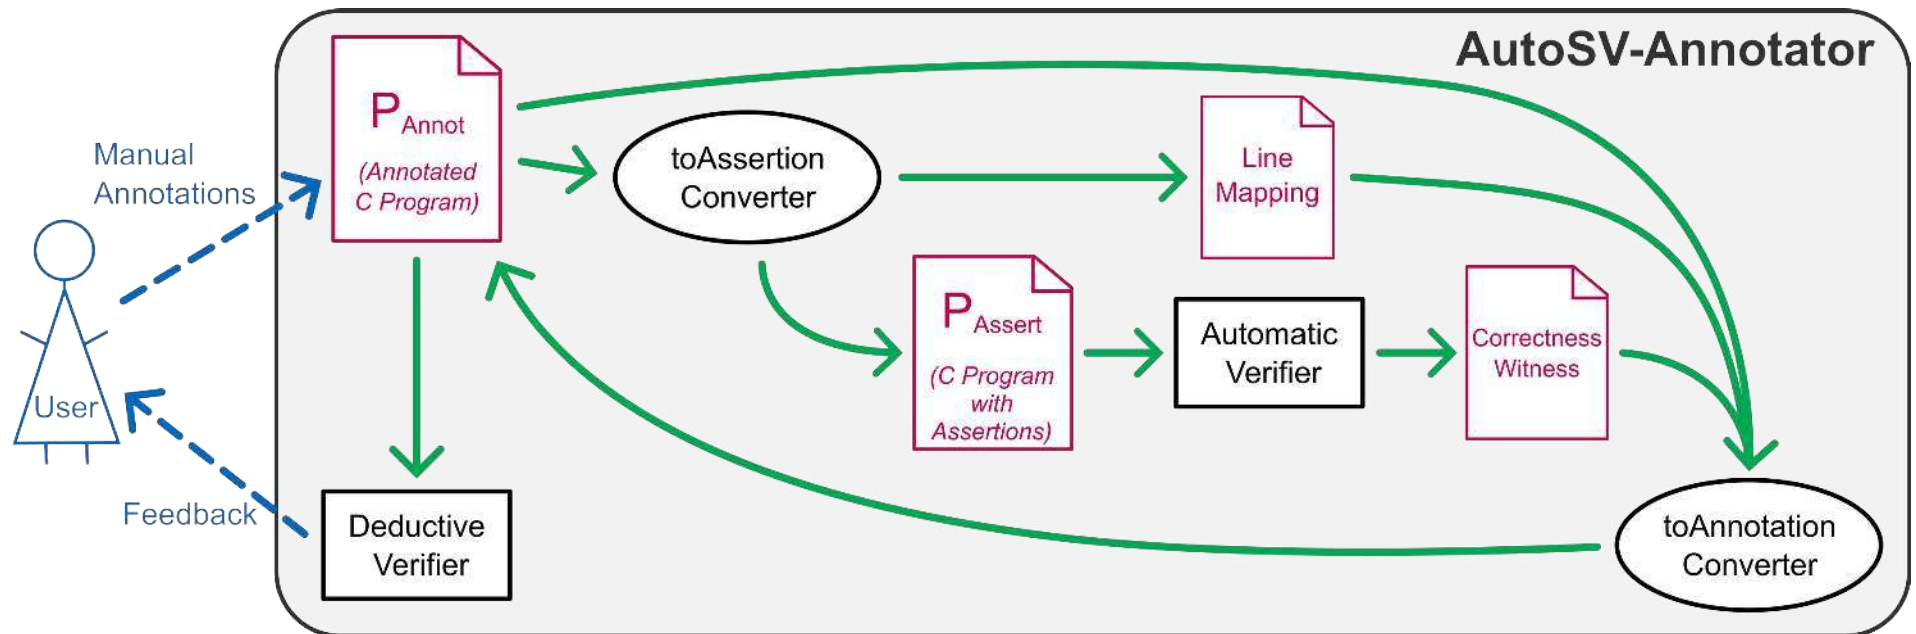 AutoSV-Annotator
Manual
Annotations
User
Feedback
P Annot
(Annotated
C Program)
toAssertion
Converter
Line
Mapping
P Assert
(C Program
with
Assertions)
Automatic
Verifier
Correctness
Witness
Deductive
Verifier
toAnnotation
Converter